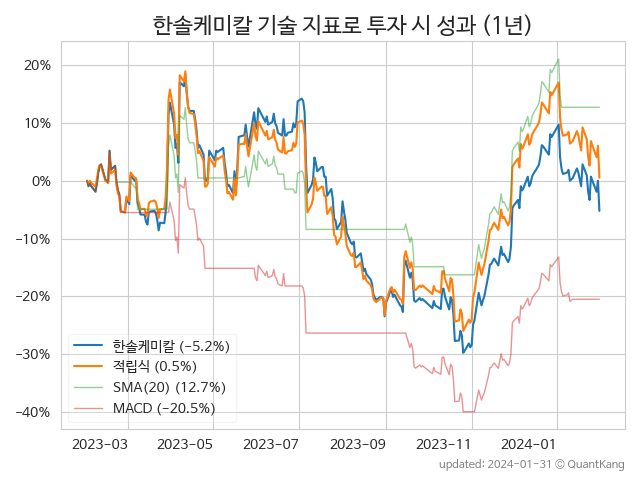 한솔케미칼 기술 지표로 투자 시 성과 (1년)
20%
10%
0%
−10%
−20%
−30%
−40%
한솔케미칼 (−5.2%)
적립식 (0.5%)
SMA(20) (12.7%)
MACD (−20.5%)
2023-03
2023-05
2023-07
2023-09
2023-11
2024-01
updated: 2024-01-31 © QuantKang